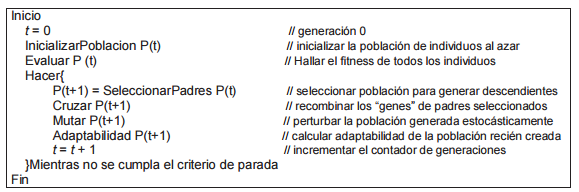 Inicio
t = 0 // generación 0
InicializarPoblacion P(t) // inicializar la población de individuos al azar
Evaluar P (t) // Hallar el fitness de todos los individuos
Hacer{
P(t+1) = SeleccionarPadres P(t) // seleccionar población para generar descendientes
Cruzar P(t+1) // recombinar los “genes” de padres seleccionados
Mutar P(t+1) // perturbar la población generada estocásticamente
Adaptabilidad P(t+1) // calcular adaptabilidad de la población recién creada
t = t + 1 // incrementar el contador de generaciones
}Mientras no se cumpla el criterio de parada
Fin